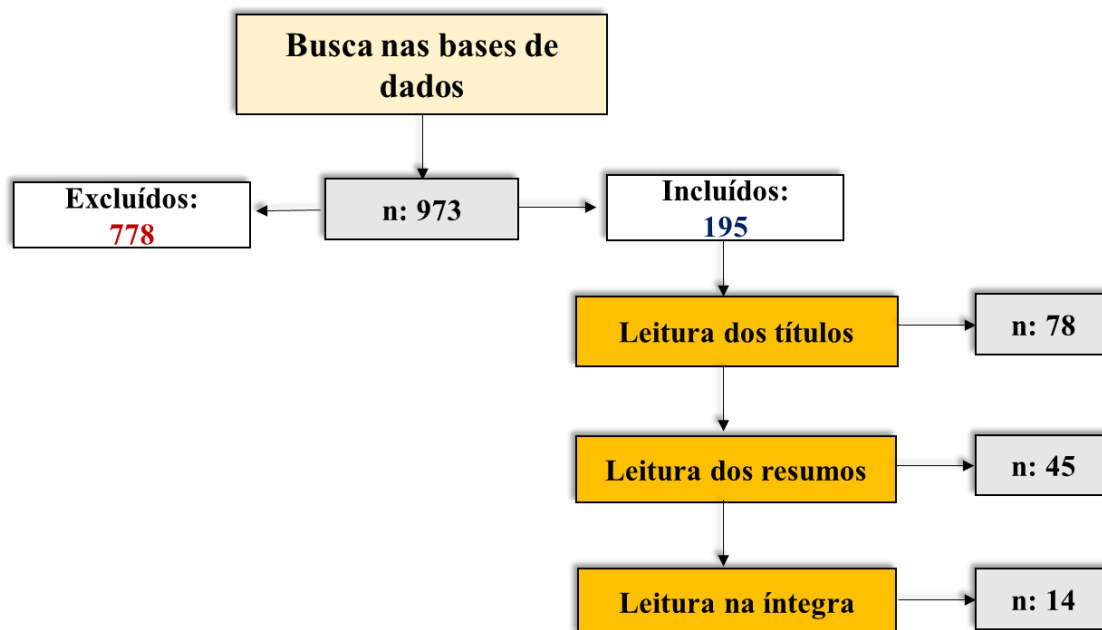 Busca nas bases de
dados
Excluídos:
778
n: 973
Incluídos:
195
Leitura dos títulos
n: 78
Leitura dos resumos
n: 45
Leitura na íntegra
n: 14